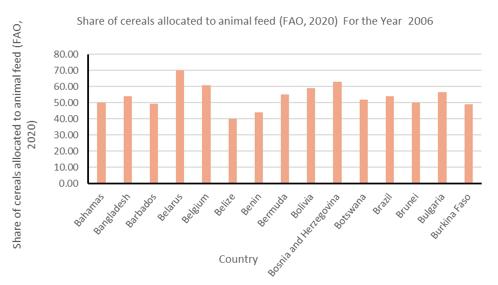 Share of cereals allocated to animal feed (FAO, 2020)  For the Year  2006
Share of cereals allocated to animal feed (FAO,
2020)
80.00
70.00
60.00
50.00
40.00
30.00
20.00
10.00
0.00
Bahamas
Bangladesh
Barbados
Belarus
Belgium
Belize
Benin
Bermuda
Bolivia
Bosnia and Herzegovina
Botswana
Brazil
Brunei
Bulgaria
Burkina Faso
Country